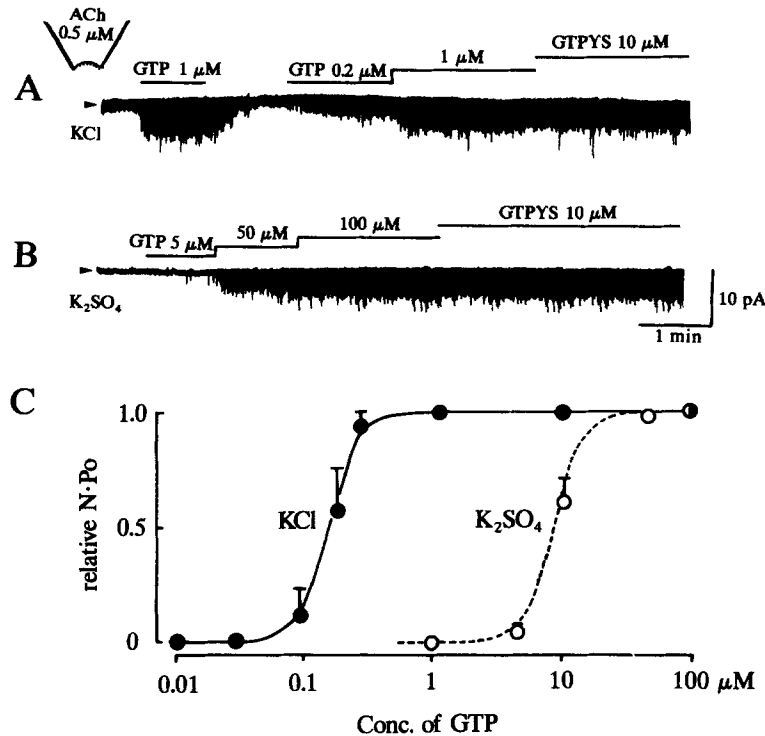 ACh
0.5 μM
GTP 1 μM
GTP 0.2 μM
1 μM
GTPYS 10 μM
A
KCl
GTP 5 μM
50 μM
100 μM
GTPYS 10 μM
B
K₂SO₄
10 pA
1 min
C
relative N·Po
1.0
0.5
0
KCl
K₂SO₄
0.01
0.1
1
10
100 μM
Conc. of GTP